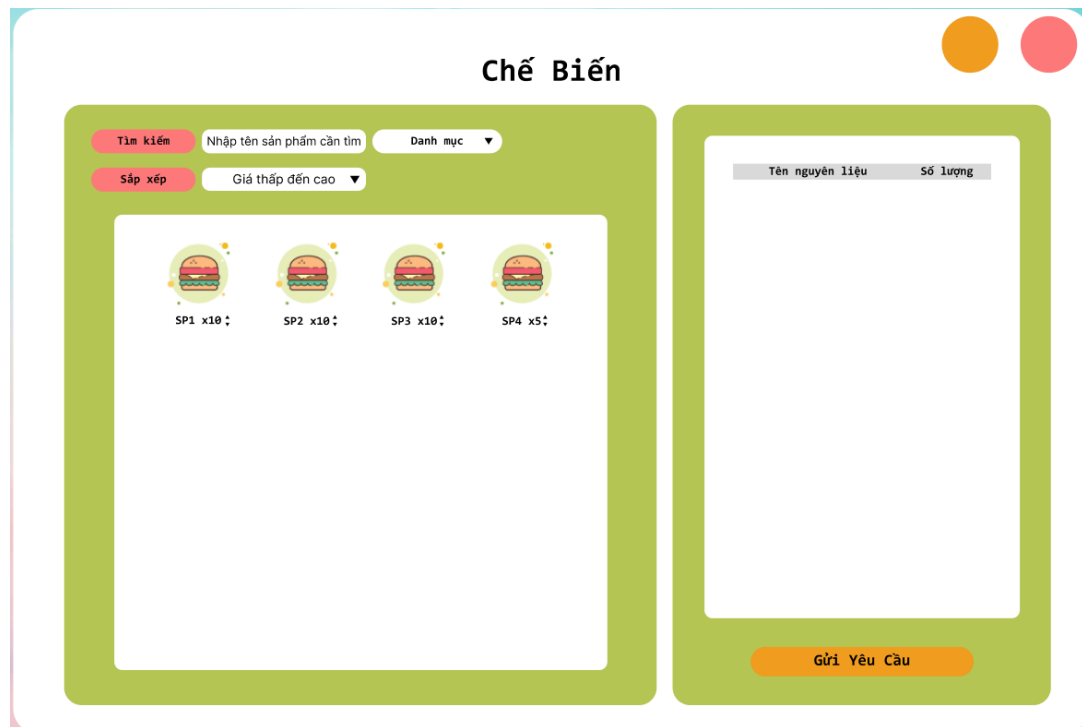 Chế Biến
Tìm kiếm
Nhập tên sản phẩm cần tìm
Danh mục
Sắp xếp
Giá thấp đến cao
SP1 x10
SP2 x10
SP3 x10
SP4 x5
Tên nguyên liệu
Số lượng
Gửi Yêu Cầu